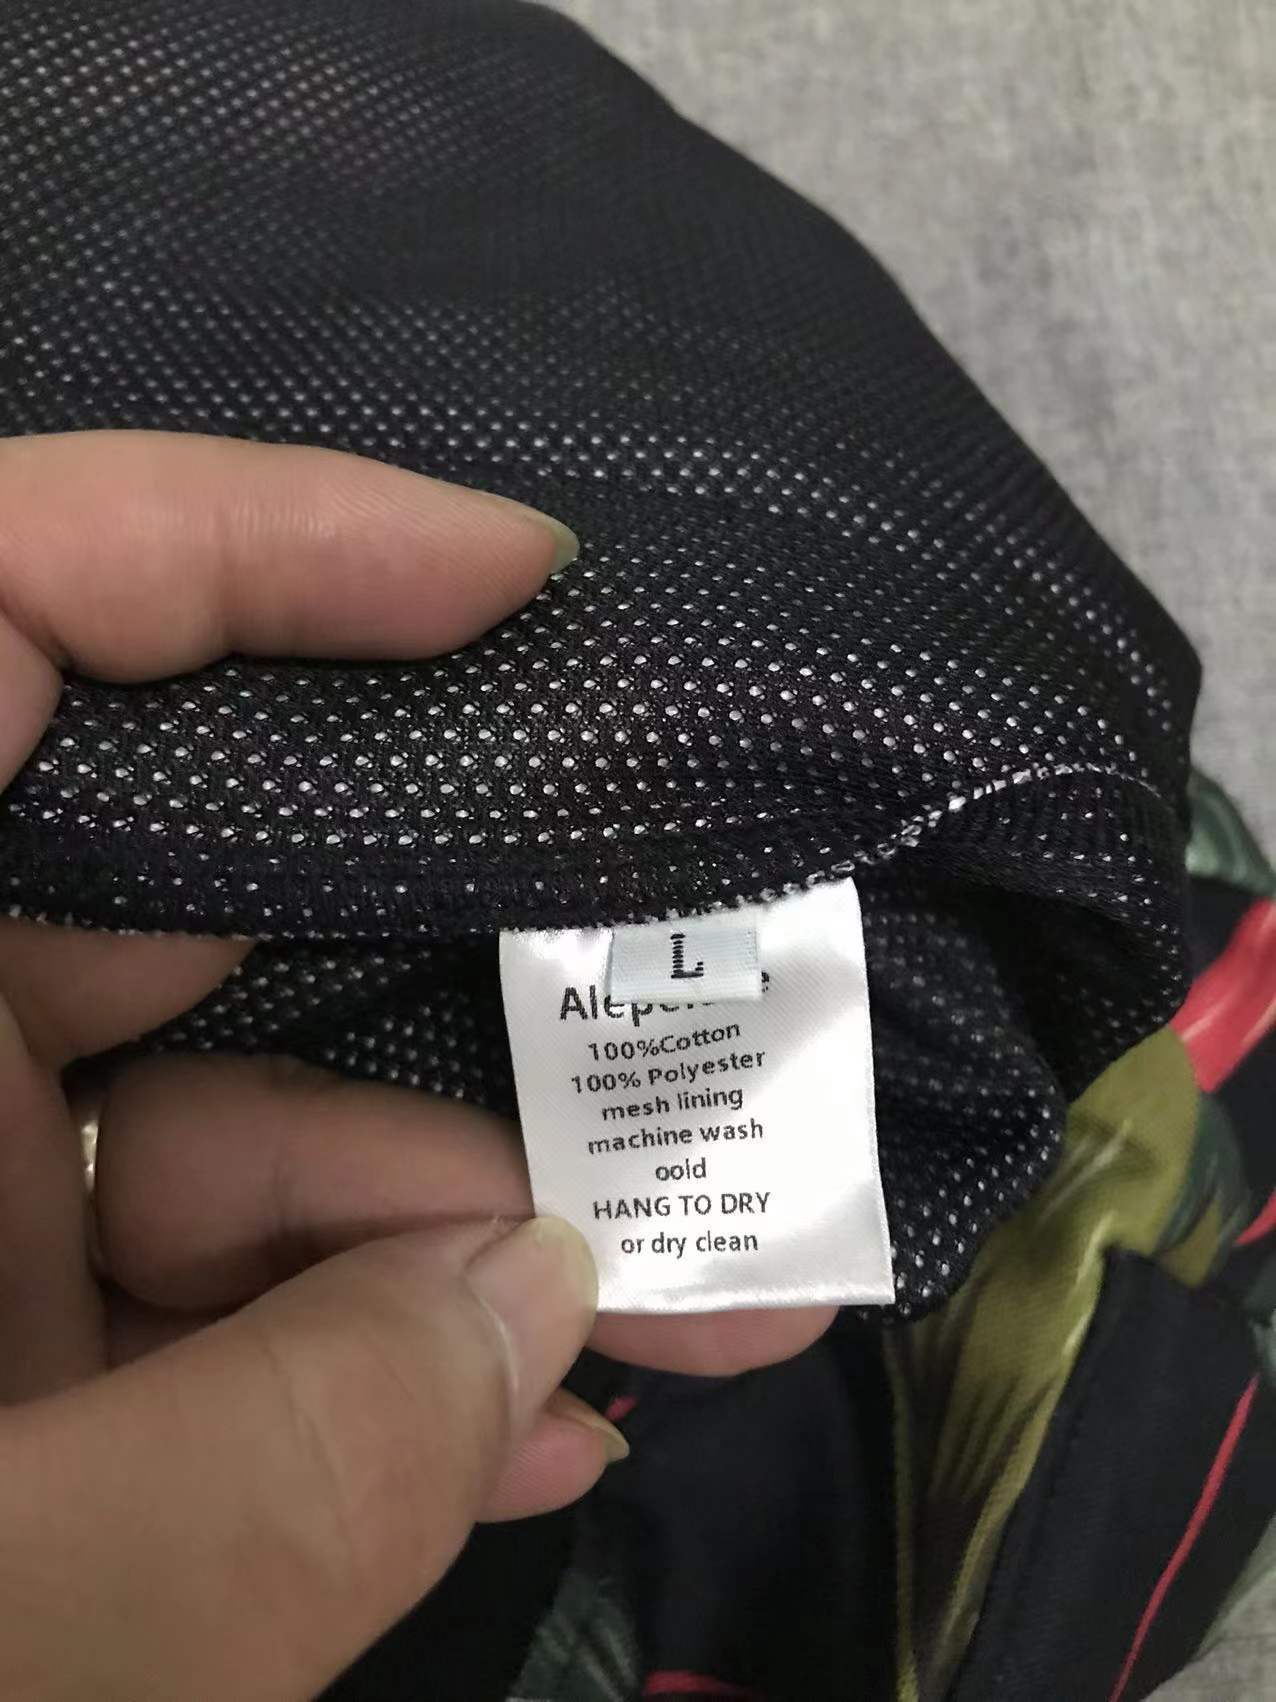 L
100%Cotton
100% Polyester
mesh lining
machine wash
oold
HANG TO DRY
or dry clean